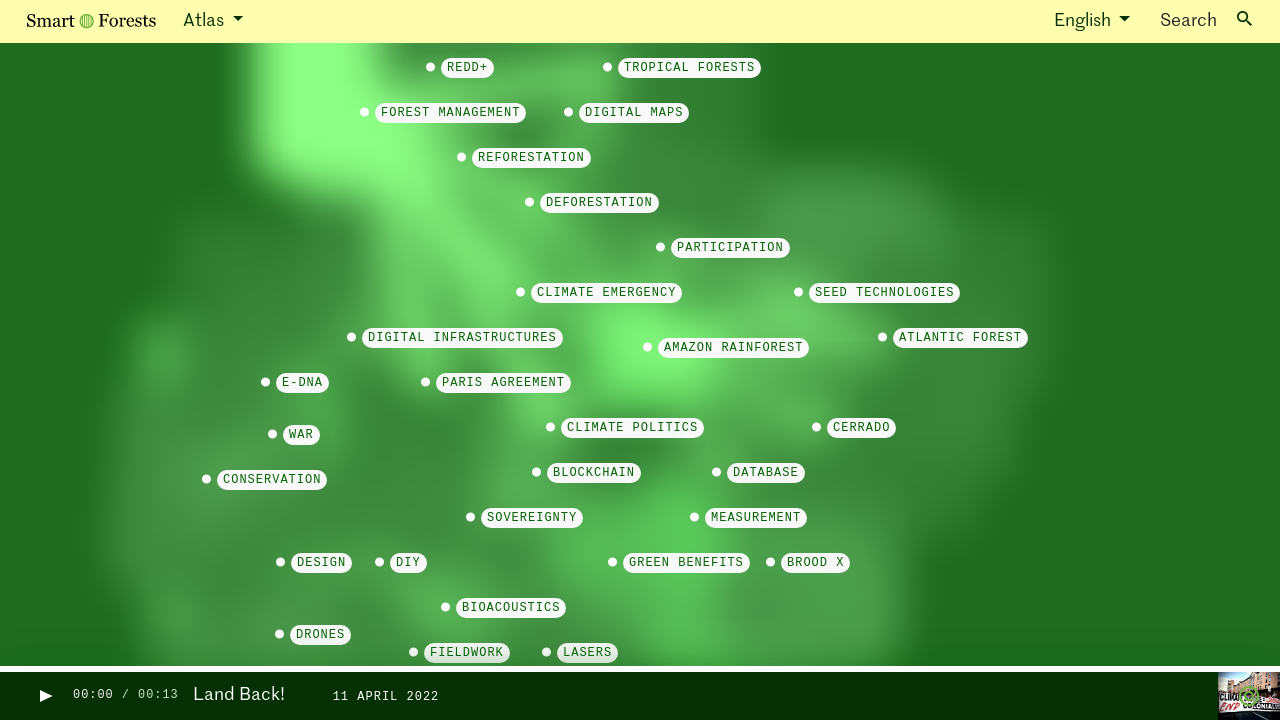 Smart Forests Atlas English Search
REDD+ TROPICAL FORESTS
FOREST MANAGEMENT DIGITAL MAPS
REFORESTATION
DEFORESTATION
PARTICIPATION
CLIMATE EMERGENCY SEED TECHNOLOGIES
DIGITAL INFRASTRUCTURES AMAZON RAINFOREST ATLANTIC FOREST
E-DNA PARIS AGREEMENT
WAR CLIMATE POLITICS CERRADO
CONSERVATION BLOCKCHAIN DATABASE
SOVEREIGNTY MEASUREMENT
DESIGN DIY GREEN BENEFITS BROOD X
BIOACOUSTICS
DRONES
FIELDWORK LASERS
00:00 / 00:13 Land Back! 11 APRIL 2022
END COLONIAL